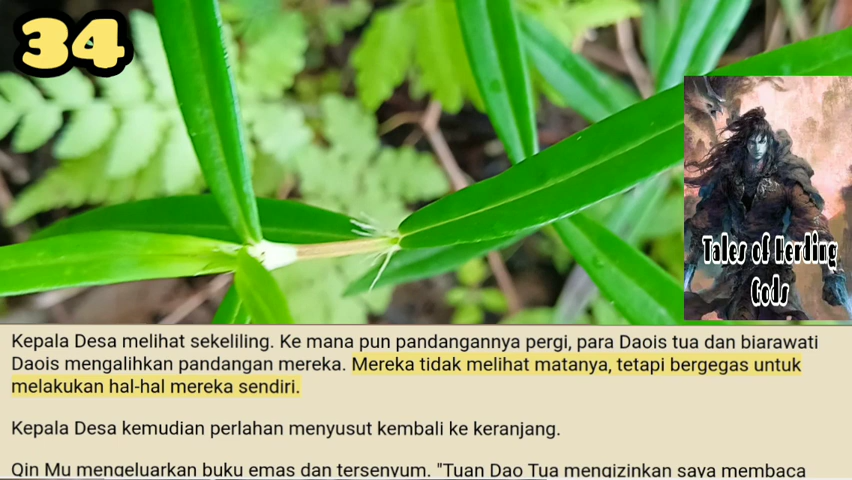 34
Tales of Herding
Gods
Kepala Desa melihat sekeliling. Ke mana pun pandangannya pergi, para Daois tua dan biarawati
Daois mengalihkan pandangan mereka. Mereka tidak melihat matanya, tetapi bergegas untuk
melakukan hal-hal mereka sendiri.
Kepala Desa kemudian perlahan menyusut kembali ke keranjang.
Qin Mu mengeluarkan buku emas dan tersenyum. "Tuan Dao Tua mengizinkan saya membaca